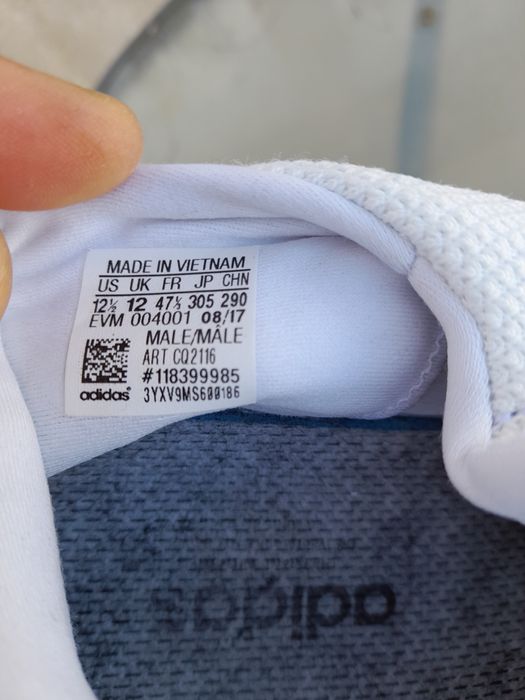 MADE IN VIETNAM
US UK FR JP CHN
12½ 12 47⅓ 305 290
EVM 004001 08/17
MALE/MÂLE
ART CQ2116
#118399985
adidas® 3YXV9MS600186
adidas